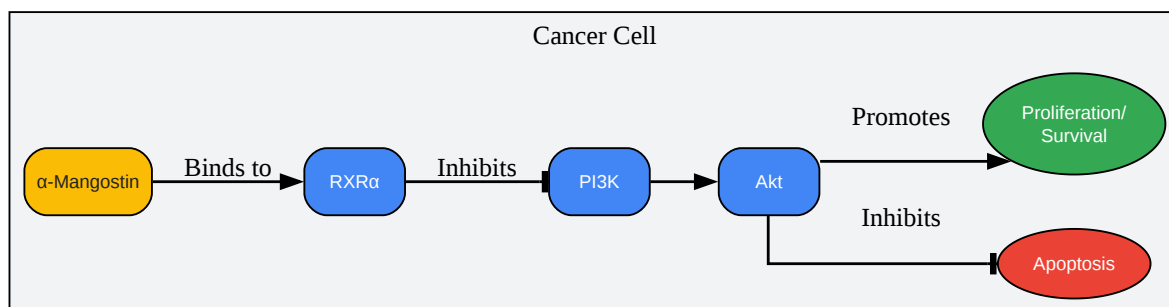 Cancer Cell
α-Mangostin
Binds to
RXRα
Inhibits
PI3K
Akt
Promotes
Proliferation/
Survival
Inhibits
Apoptosis